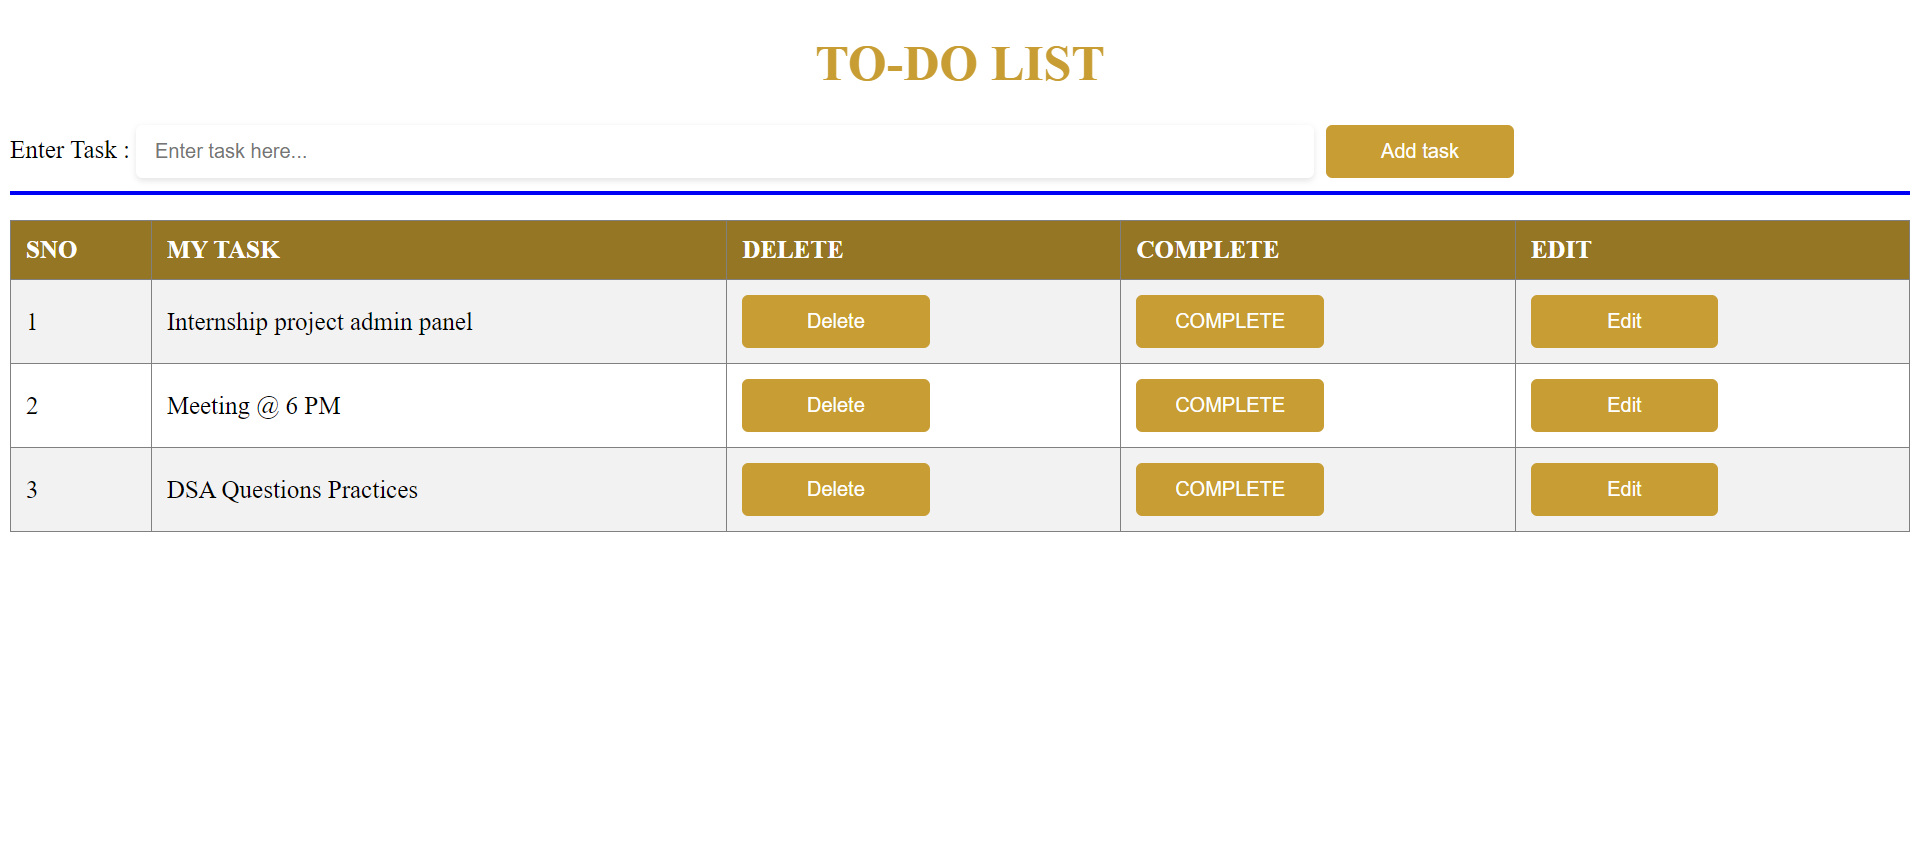 TO-DO LIST
Enter Task : Enter task here... Add task
SNO MY TASK DELETE COMPLETE EDIT
1 Internship project admin panel Delete COMPLETE Edit
2 Meeting @ 6 PM Delete COMPLETE Edit
3 DSA Questions Practices Delete COMPLETE Edit